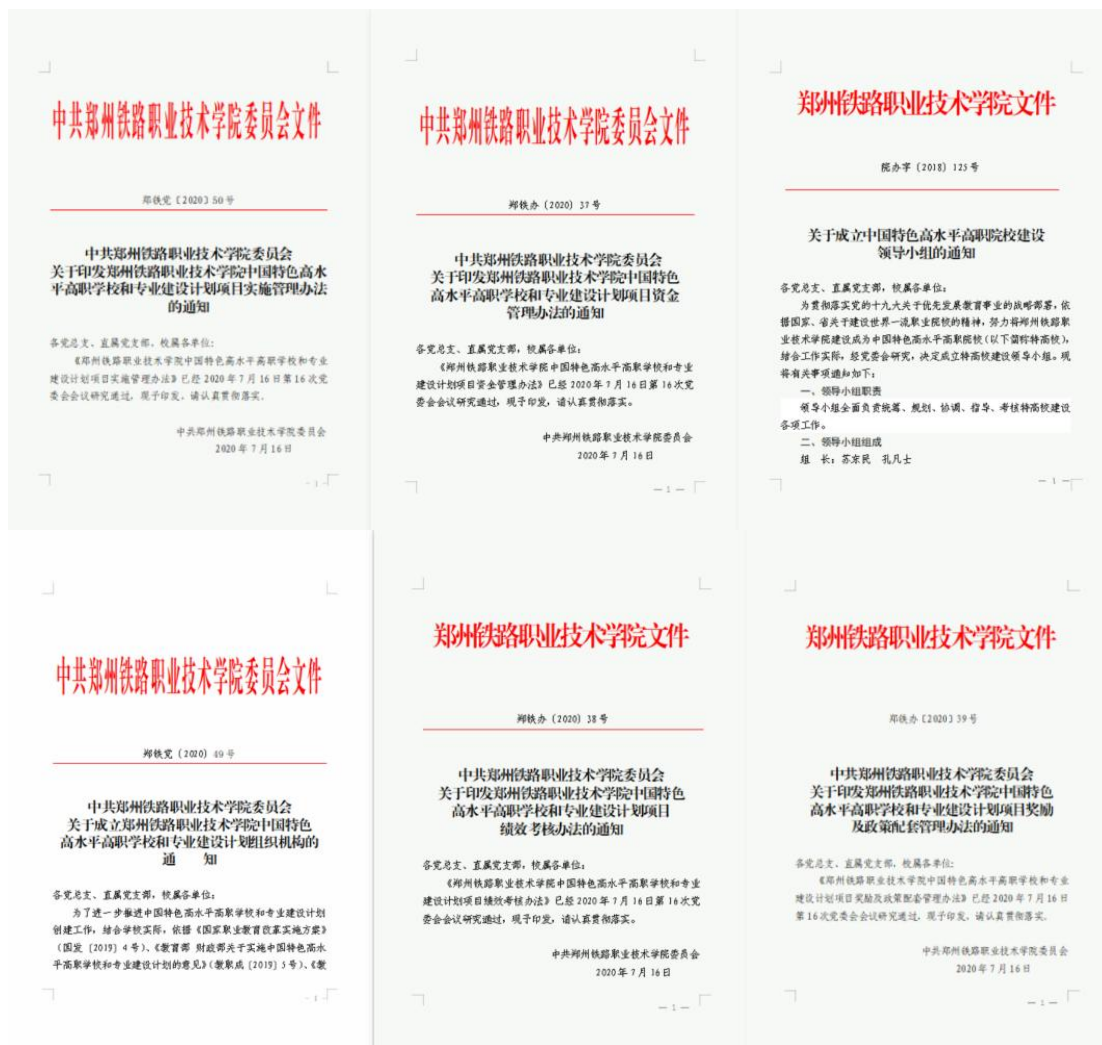 中共郑州铁路职业技术学院委员会文件
郑铁党〔2020〕50号
中共郑州铁路职业技术学院委员会
关于印发郑州铁路职业技术学院中国特色高水
平高职学校和专业建设计划项目实施管理办法
的通知
各党总支、直属党支部、校属各单位:
《郑州铁路职业技术学院中国特色高水平高职学校和专业
建设计划项目实施管理办法》已经2020年7月16日第16次党
委会会议研究通过,现予印发,请认真贯彻落实。
中共郑州铁路职业技术学院委员会
2020年7月16日
- 1 -
中共郑州铁路职业技术学院委员会文件
郑铁办(2020)37号
中共郑州铁路职业技术学院委员会
关于印发郑州铁路职业技术学院中国特色
高水平高职学校和专业建设计划项目资金
管理办法的通知
各党总支、直属党支部,校属各单位:
《郑州铁路职业技术学院中国特色高水平高职学校和专业
建设计划项目资金管理办法》已经2020年7月16日第16次党
委会会议研究通过,现予印发,请认真贯彻落实。
中共郑州铁路职业技术学院委员会
2020年7月16日
— 1 —
郑州铁路职业技术学院文件
院办字(2018)125号
关于成立中国特色高水平高职院校建设
领导小组的通知
各党总支、直属党支部,校属各单位:
为贯彻落实党的十九大关于优先发展教育事业的战略部署,依
据国家、省关于建设世界一流职业院校的精神,努力将郑州铁路职
业技术学院建设成为中国特色高水平高职院校(以下简称特高校),
结合工作实际,经党委会研究,决定成立特高校建设领导小组。现
将有关事项通知如下:
一、领导小组职责
领导小组全面负责统筹、规划、协调、指导、考核特高校建设
各项工作。
二、领导小组组成
组 长:苏东民 孔凡士
— 1 —
中共郑州铁路职业技术学院委员会文件
郑铁党(2020)49号
中共郑州铁路职业技术学院委员会
关于成立郑州铁路职业技术学院中国特色
高水平高职学校和专业建设计划组织机构的
通 知
各党总支、直属党支部,校属各单位:
为了进一步推进中国特色高水平高职学校和专业建设计划
创建工作,结合学校实际,依据《国家职业教育改革实施方案》
(国发〔2019〕4号)、《教育部 财政部关于实施中国特色高水
平高职学校和专业建设计划的意见》(教职成〔2019〕5号)、《教
- 1 -
郑州铁路职业技术学院文件
郑铁办(2020)38号
中共郑州铁路职业技术学院委员会
关于印发郑州铁路职业技术学院中国特色
高水平高职学校和专业建设计划项目
绩效考核办法的通知
各党总支、直属党支部,校属各单位:
《郑州铁路职业技术学院中国特色高水平高职学校和专业
建设计划项目绩效考核办法》已经2020年7月16日第16次党
委会会议研究通过,现予印发,请认真贯彻落实。
中共郑州铁路职业技术学院委员会
2020年7月16日
— 1 —
郑州铁路职业技术学院文件
郑铁办〔2020〕39号
中共郑州铁路职业技术学院委员会
关于印发郑州铁路职业技术学院中国特色
高水平高职学校和专业建设计划项目奖励
及政策配套管理办法的通知
各党总支、直属党支部、校属各单位:
《郑州铁路职业技术学院中国特色高水平高职学校和专业
建设计划项目奖励及政策配套管理办法》已经2020年7月16日
第16次党委会会议研究通过,现予印发,请认真贯彻落实。
中共郑州铁路职业技术学院委员会
2020年7月16日
— 1 —